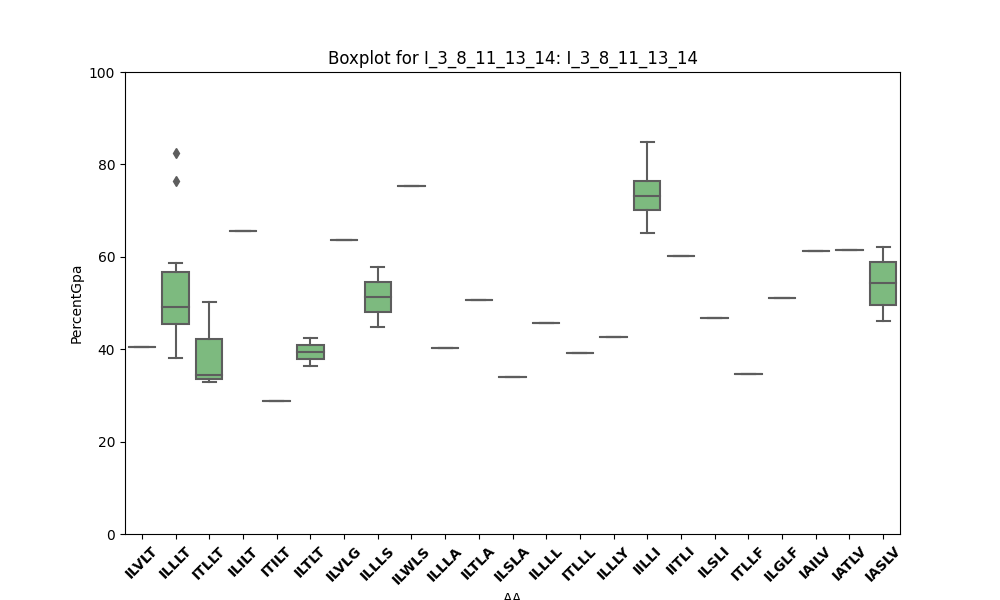 Boxplot for I_3_8_11_13_14: I_3_8_11_13_14
100
80
60
40
20
0
PercentGpa
ILVLT ILLLT ITLLT ILILT ITILT ILTLT ILVLG ILLLS ILWLS ILLLA ILTLA ILSLA ILLLL ITLLL ILLLY IILLI IITLI ILSLI ITLLF ILGLF IAILV IATLV IASLV
AA